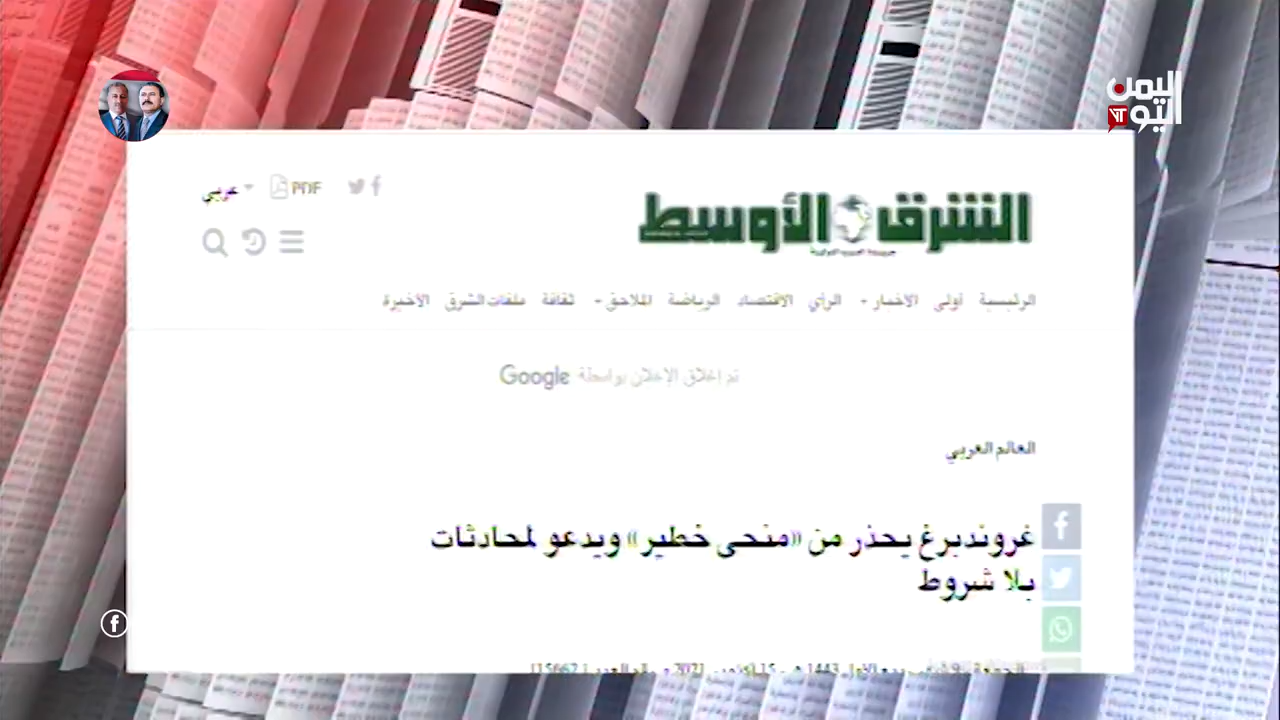 اليمن
اليوم
عربي
PDF
الشرق الأوسط
الرئيسية أولى الأخبار الرأي الاقتصاد الرياضة الملاحق ثقافة ملفات الشرق الأخيرة
تم إغلاق الإعلان بواسطة Google
العالم العربي
غروندبرغ يحذر من «منحى خطير» ويدعو لمحادثات
بلا شروط